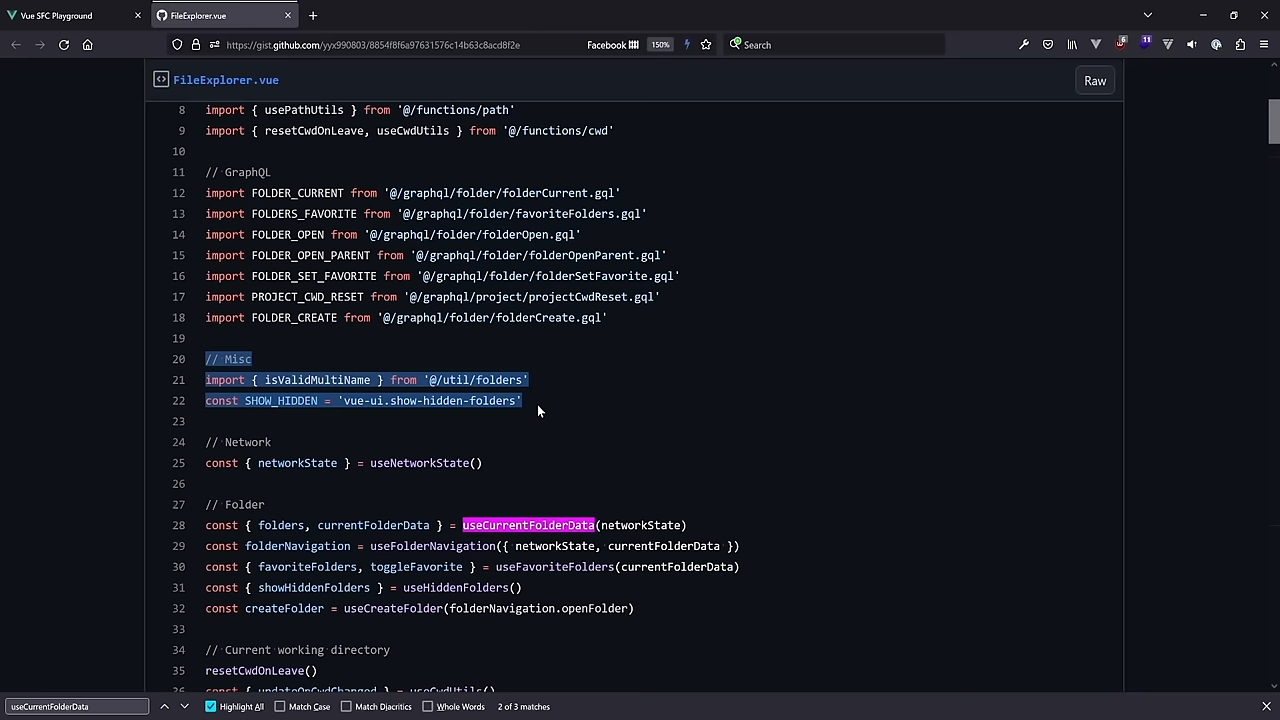 Vue SFC Playground
FileExplorer.vue
https://gist.github.com/yyx990803/8854f8f6a97631576c14b63c8acd8f2e
Facebook
150%
Search
6
11
FileExplorer.vue
Raw
8 import { usePathUtils } from '@/functions/path'
9 import { resetCwdOnLeave, useCwdUtils } from '@/functions/cwd'
10
11 // GraphQL
12 import FOLDER_CURRENT from '@/graphql/folder/folderCurrent.gql'
13 import FOLDERS_FAVORITE from '@/graphql/folder/favoriteFolders.gql'
14 import FOLDER_OPEN from '@/graphql/folder/folderOpen.gql'
15 import FOLDER_OPEN_PARENT from '@/graphql/folder/folderOpenParent.gql'
16 import FOLDER_SET_FAVORITE from '@/graphql/folder/folderSetFavorite.gql'
17 import PROJECT_CWD_RESET from '@/graphql/project/projectCwdReset.gql'
18 import FOLDER_CREATE from '@/graphql/folder/folderCreate.gql'
19
20 // Misc
21 import { isValidMultiName } from '@/util/folders'
22 const SHOW_HIDDEN = 'vue-ui.show-hidden-folders'
23
24 // Network
25 const { networkState } = useNetworkState()
26
27 // Folder
28 const { folders, currentFolderData } = useCurrentFolderData(networkState)
29 const folderNavigation = useFolderNavigation({ networkState, currentFolderData })
30 const { favoriteFolders, toggleFavorite } = useFavoriteFolders(currentFolderData)
31 const { showHiddenFolders } = useHiddenFolders()
32 const createFolder = useCreateFolder(folderNavigation.openFolder)
33
34 // Current working directory
35 resetCwdOnLeave()
36 const { updateOnCwdChanged } = useCwdUtils()
useCurrentFolderData
Highlight All
Match Case
Match Diacritics
Whole Words
2 of 3 matches